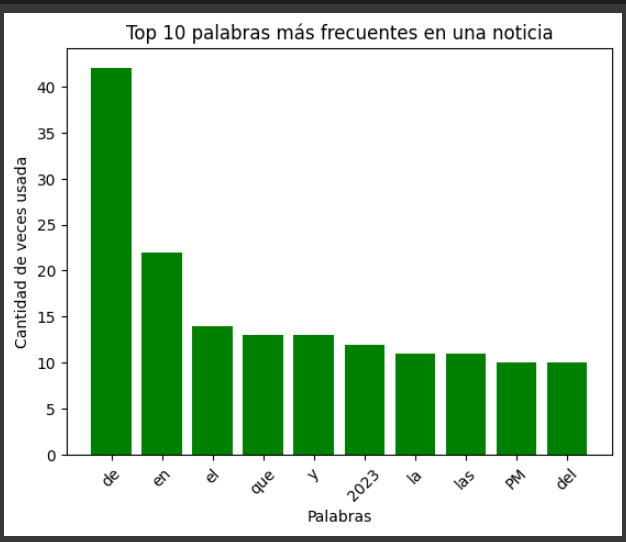 Top 10 palabras más frecuentes en una noticia
Cantidad de veces usada
40
35
30
25
20
15
10
5
0
de
en
el
que
y
2023
la
las
PM
del
Palabras